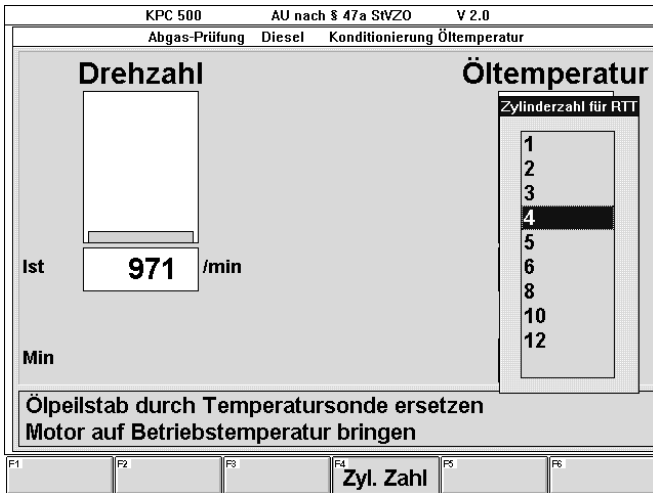 KPC 500 AU nach § 47a StVZO V 2.0
Abgas-Prüfung Diesel Konditionierung Öltemperatur
Drehzahl
Öltemperatur
Zylinderzahl für RTT
1
2
3
4
5
6
8
10
12
Ist 971 /min
Min
Ölpeilstab durch Temperatursonde ersetzen
Motor auf Betriebstemperatur bringen
F1 F2 F3 F4 Zyl. Zahl F5 F6